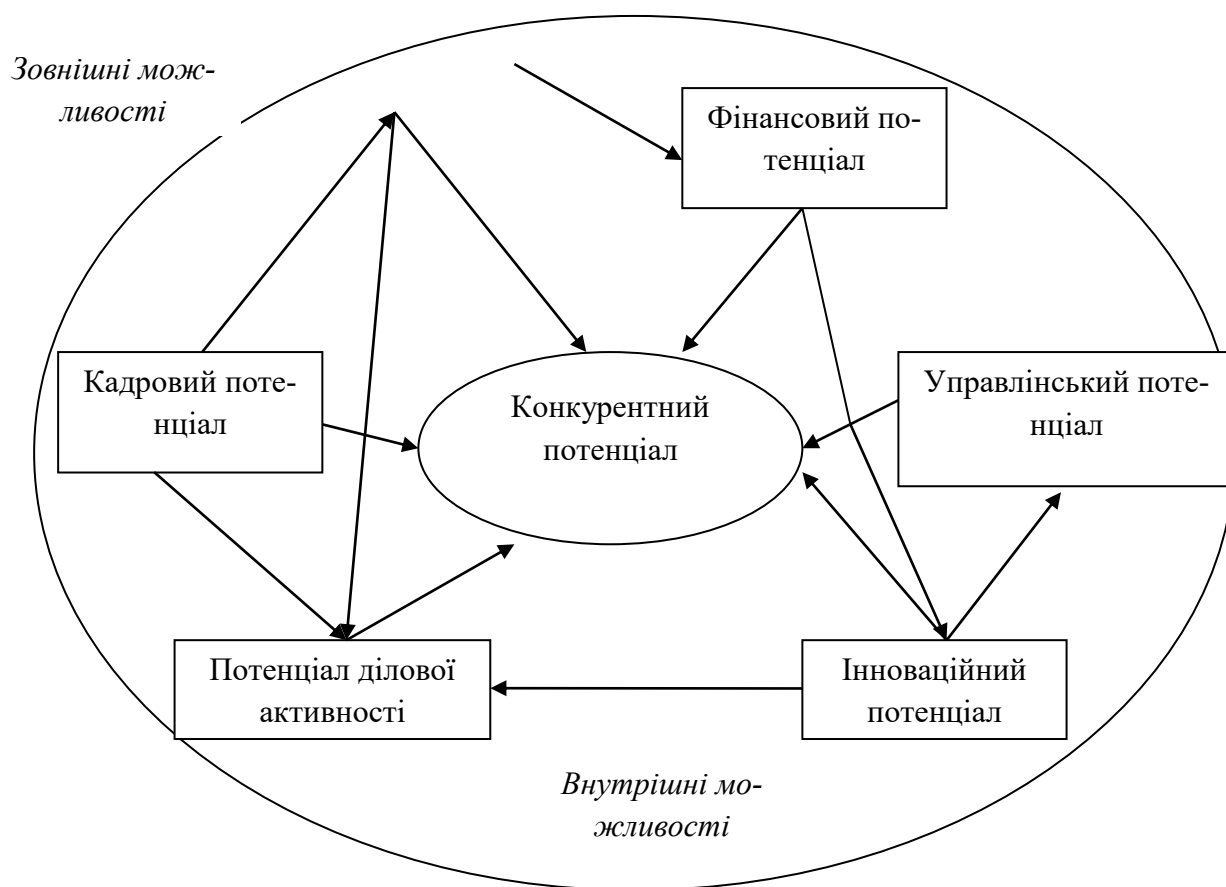 Зовнішні мож-
ливості
Фінансовий по-
тенціал
Кадровий поте-
нціал
Конкурентний
потенціал
Управлінський поте-
нціал
Потенціал ділової
активності
Інноваційний
потенціал
Внутрішні мо-
жливості